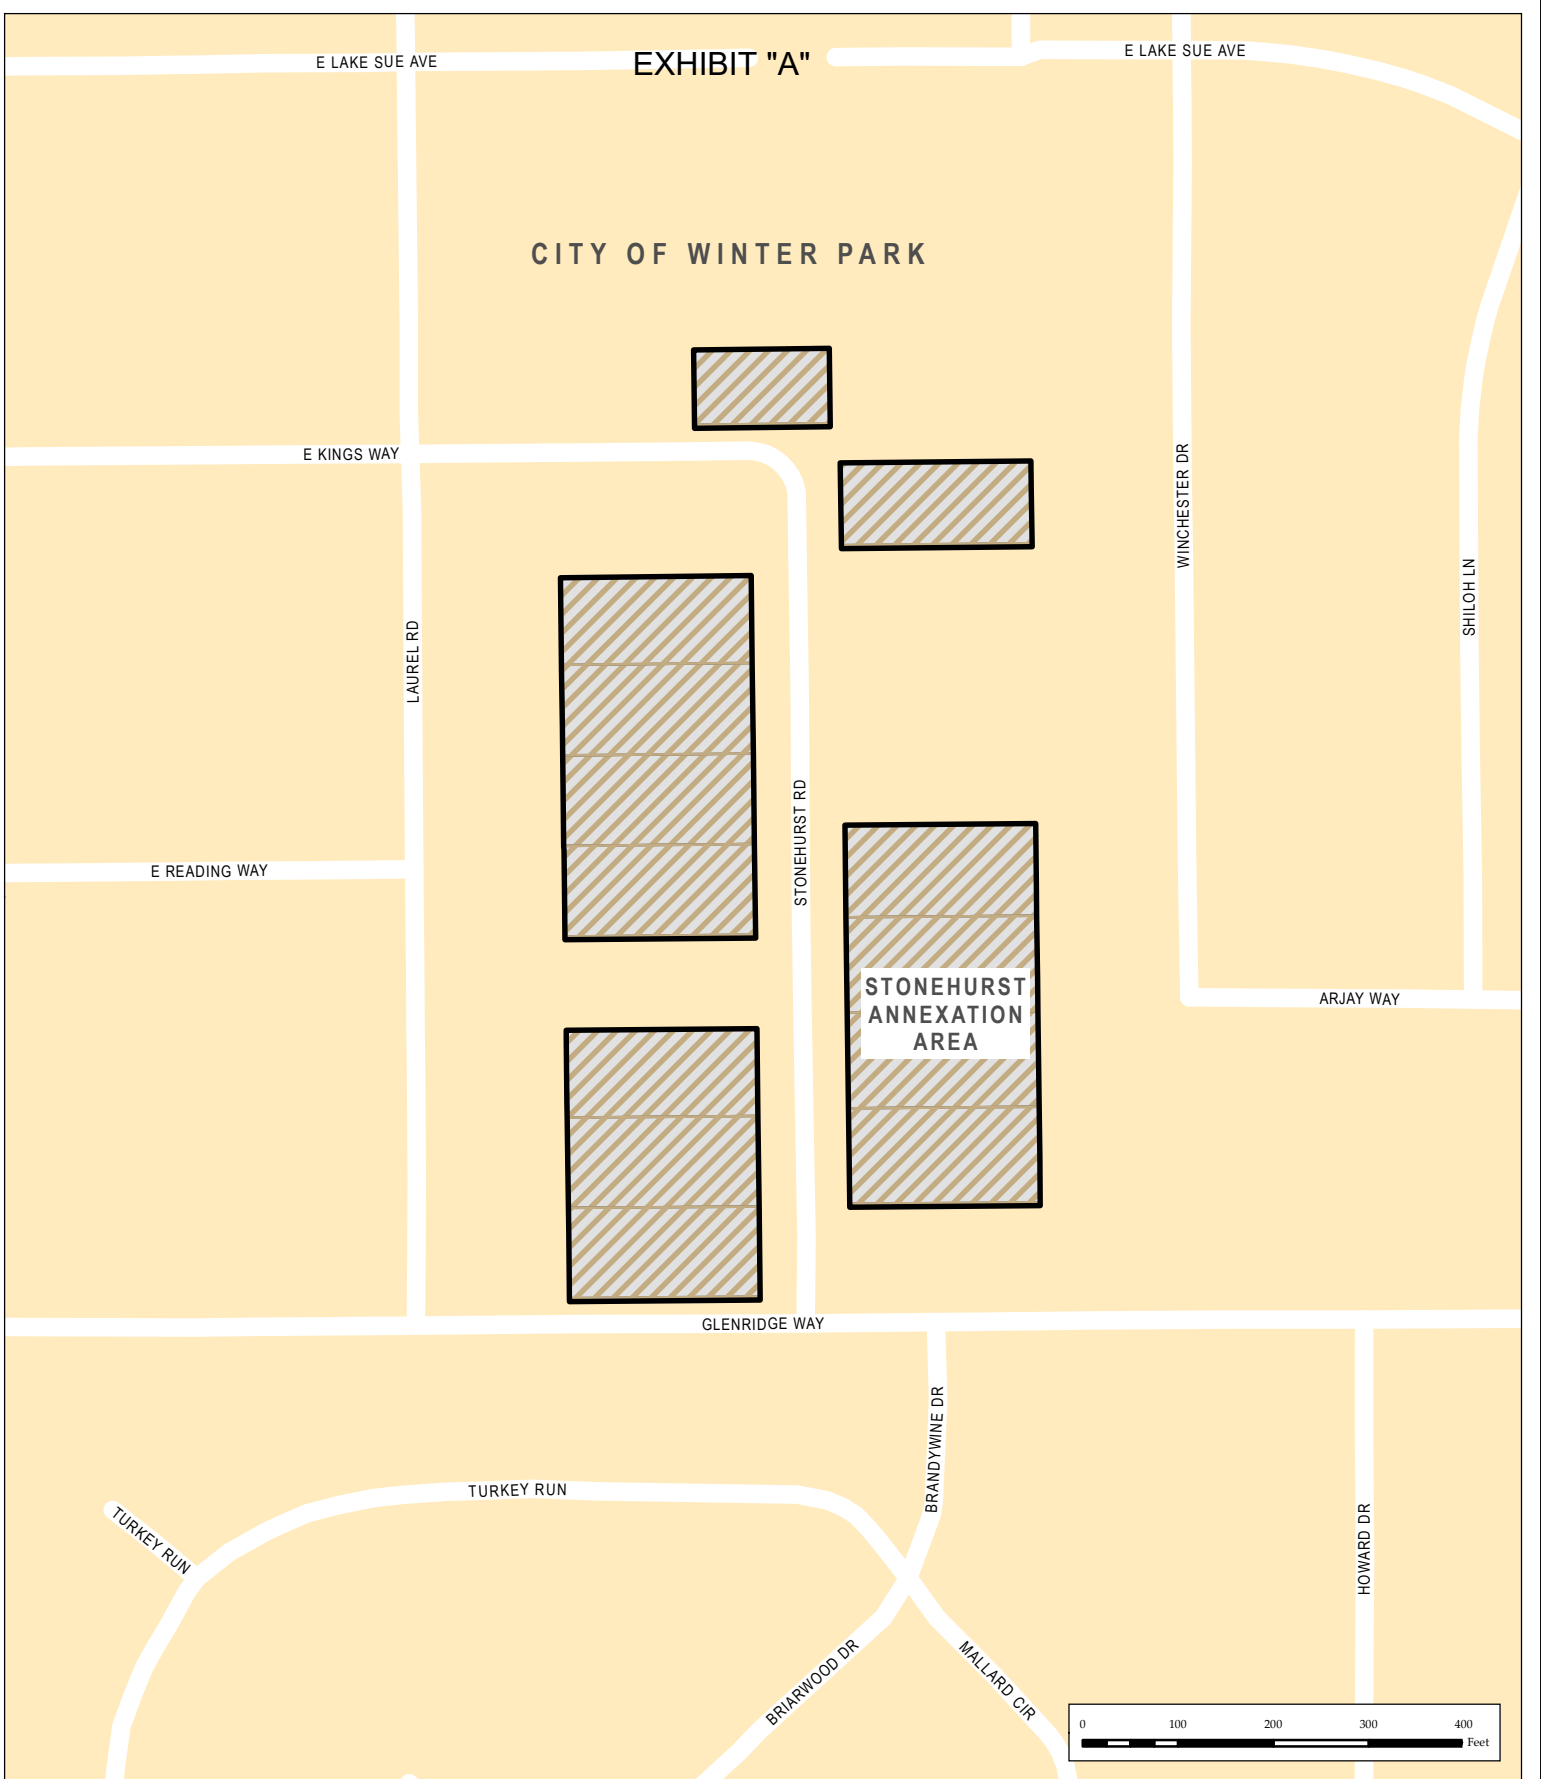 E LAKE SUE AVE
EXHIBIT "A"
E LAKE SUE AVE
CITY OF WINTER PARK
E KINGS WAY
WINCHESTER DR
SHILOH LN
LAUREL RD
STONEHURST RD
E READING WAY
STONEHURST
ANNEXATION
AREA
ARJAY WAY
GLENRIDGE WAY
BRANDYWINE DR
TURKEY RUN
TURKEY RUN
HOWARD DR
BRIARWOOD DR
MALLARD CIR
0 100 200 300 400
Feet